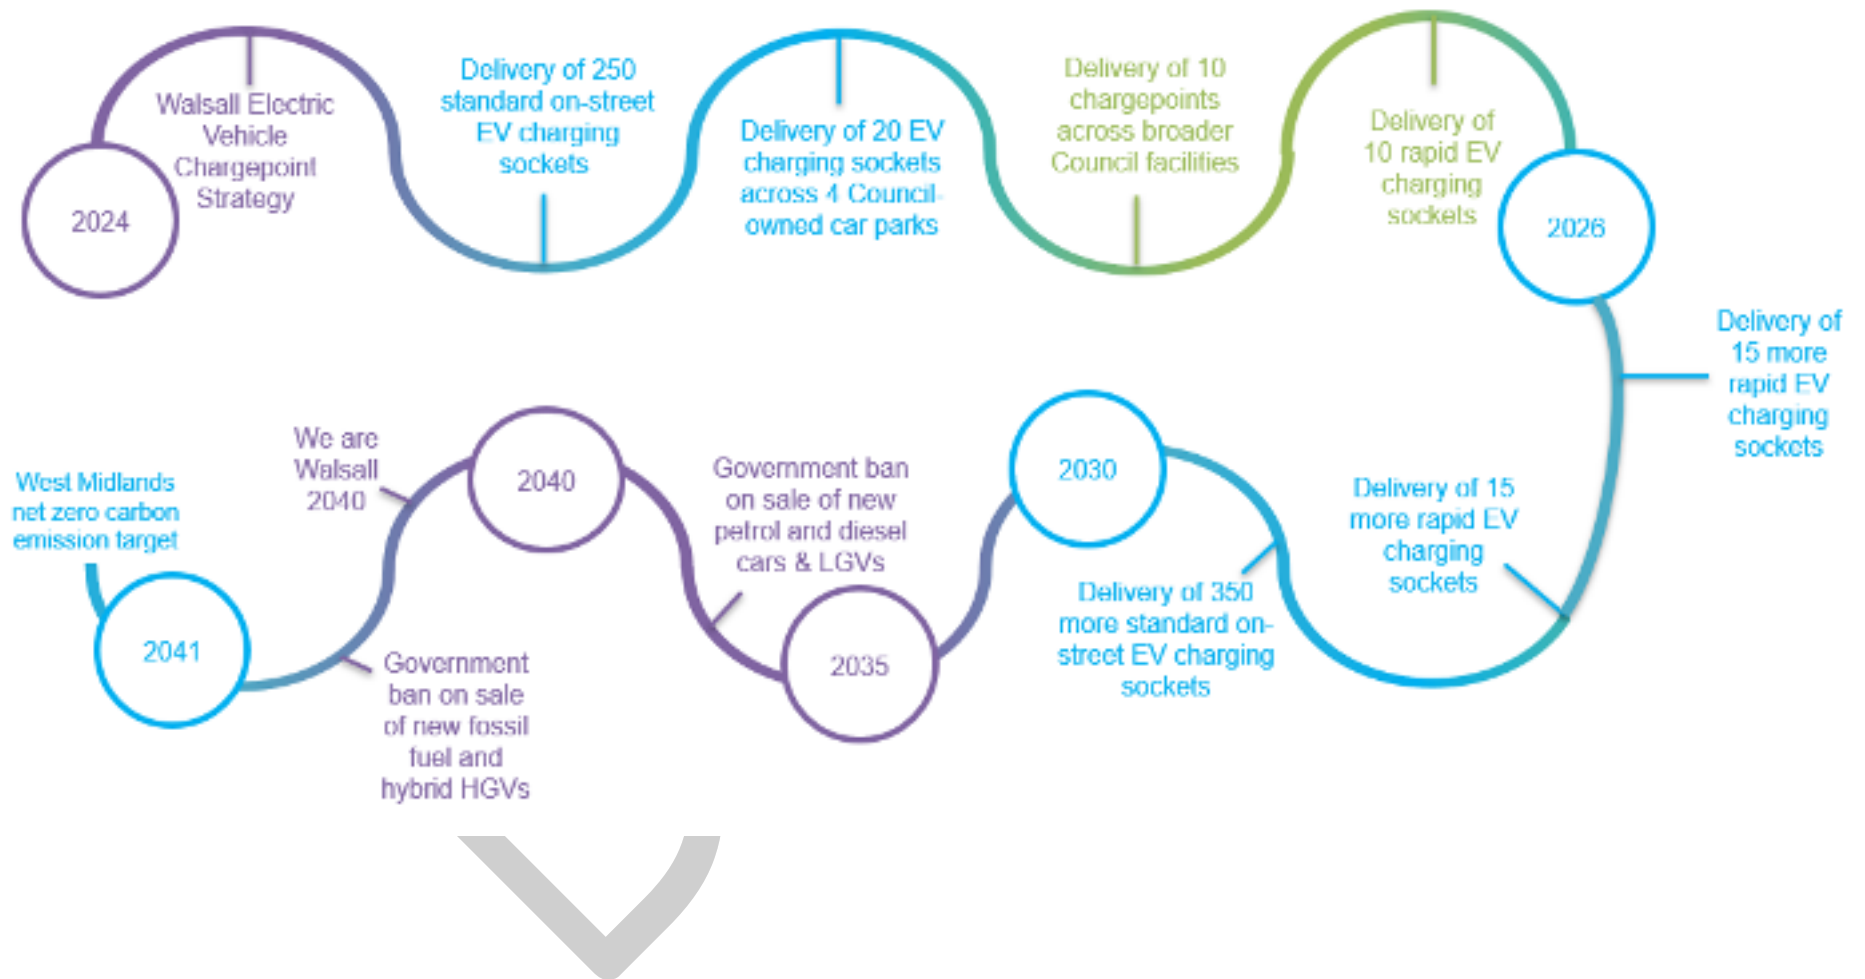 2024
Walsall Electric
Vehicle
Chargepoint
Strategy
Delivery of 250
standard on-street
EV charging
sockets
Delivery of 20 EV
charging sockets
across 4 Council-
owned car parks
Delivery of 10
chargepoints
across broader
Council facilities
Delivery of
10 rapid EV
charging
sockets
2026
Delivery of
15 more
rapid EV
charging
sockets
Delivery of 15
more rapid EV
charging
sockets
Delivery of 350
more standard on-
street EV charging
sockets
2030
2035
Government ban
on sale of new
petrol and diesel
cars & LGVs
2040
We are
Walsall
2040
Government
ban on sale
of new fossil
fuel and
hybrid HGVs
2041
West Midlands
net zero carbon
emission target